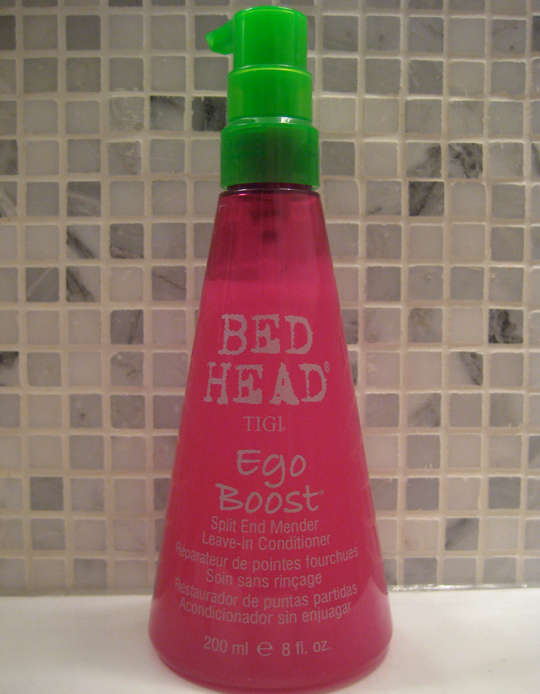 BED
HEAD®
TIGI.
Ego
Boost®
Split End Mender
Leave-in Conditioner
Réparateur de pointes fourchues
Soin sans rinçage
Restaurador de puntas partidas
Acondicionador sin enjuagar
200 ml ℮ 8 fl. oz.